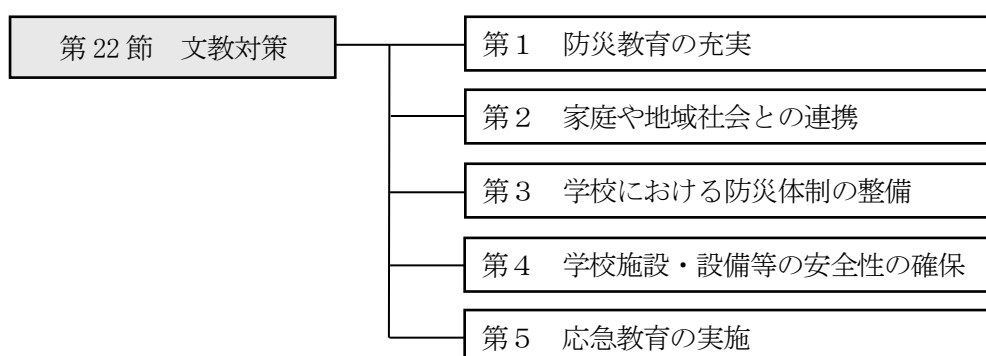 第22節　文教対策
第１　防災教育の充実
第２　家庭や地域社会との連携
第３　学校における防災体制の整備
第４　学校施設・設備等の安全性の確保
第５　応急教育の実施